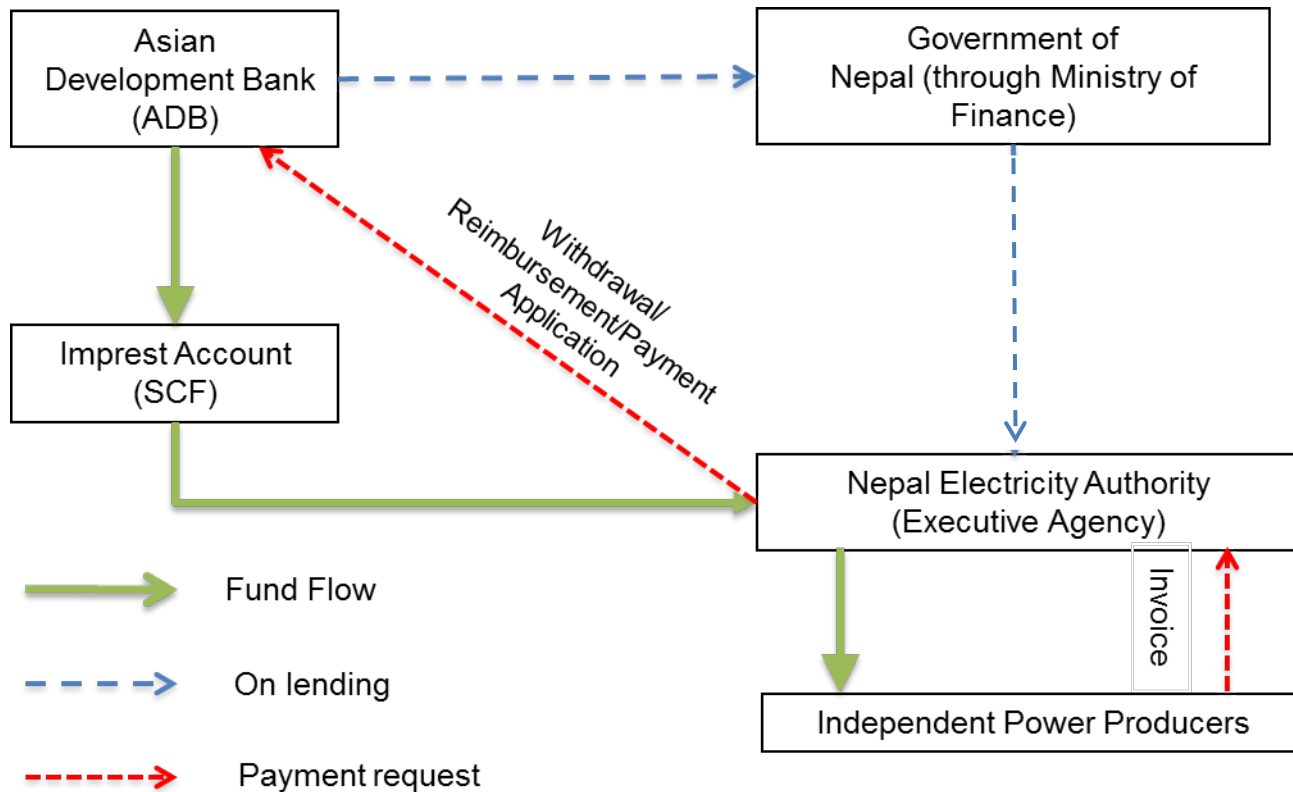 Asian
Development Bank
(ADB)
Government of
Nepal (through Ministry of
Finance)
Withdrawal/
Reimbursement/Payment
Application
Imprest Account
(SCF)
Nepal Electricity Authority
(Executive Agency)
Invoice
Independent Power Producers
Fund Flow
On lending
Payment request